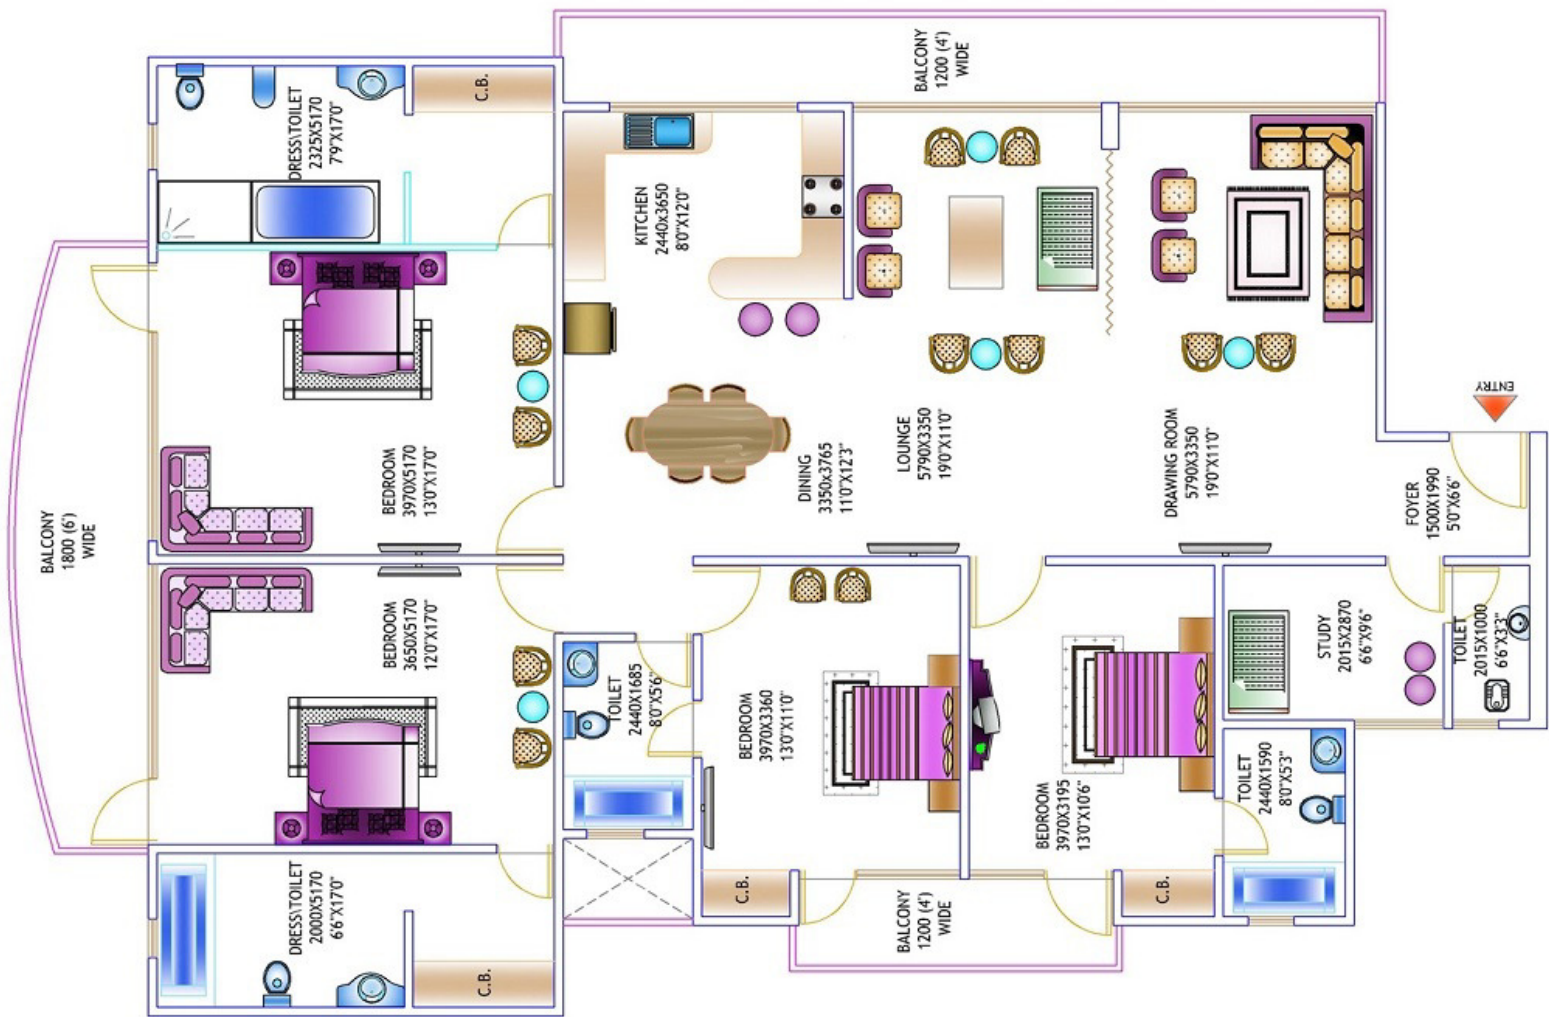 BALCONY
1200 (4')
WIDE
C.B.
DRESS\TOILET
2325X5170
7'9"X17'0"
KITCHEN
2440x3650
8'0"X12'0"
ENTRY
BEDROOM
3970X5170
13'0"X17'0"
DINING
3350x3765
11'0"X12'3"
LOUNGE
5790X3350
19'0"X11'0"
DRAWING ROOM
5790X3350
19'0"X11'0"
FOYER
1500X1990
5'0"X6'6"
BALCONY
1800 (6')
WIDE
BEDROOM
3650X5170
12'0"X17'0"
TOILET
2440X1685
8'0"X5'6"
BEDROOM
3970X3360
13'0"X11'0"
STUDY
2015X2870
6'6"X9'6"
TOILET
2015X1000
6'6"X3'3"
BEDROOM
3970X3195
13'0"X10'6"
TOILET
2440X1590
8'0"X5'3"
DRESS\TOILET
2000X5170
6'6"X17'0"
C.B.
BALCONY
1200 (4')
WIDE
C.B.
C.B.